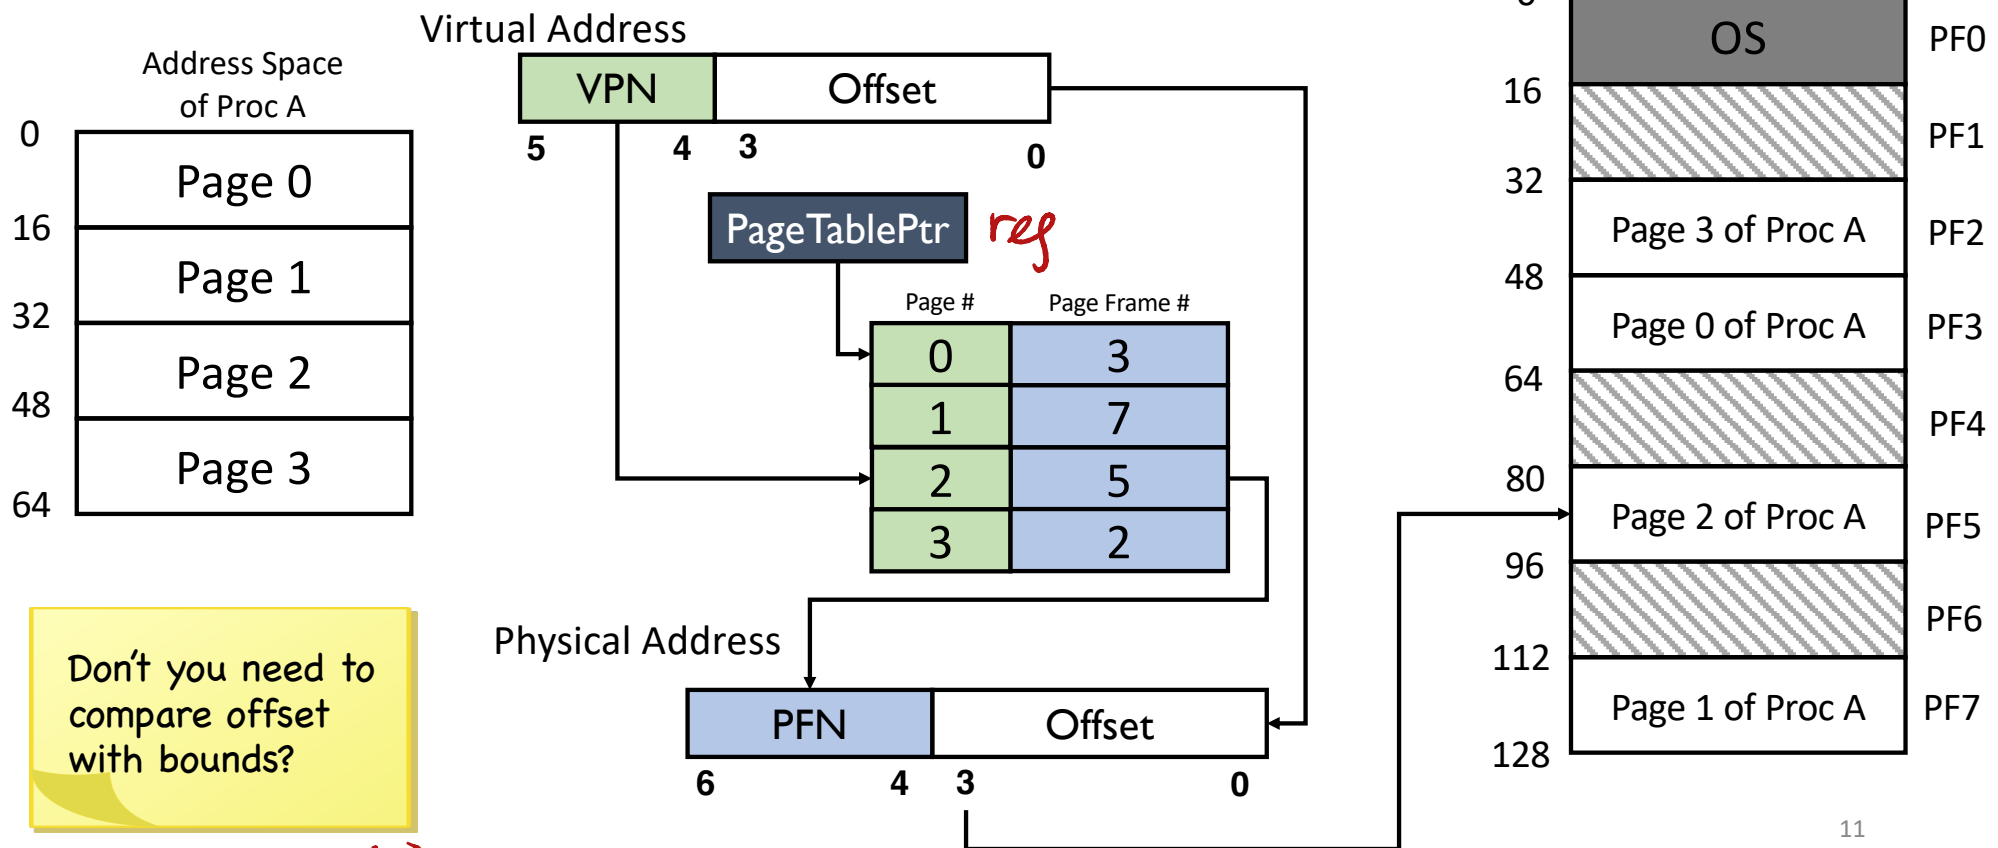 Virtual Address
Address Space
of Proc A
0
16
32
48
64
Page 0
Page 1
Page 2
Page 3
VPN
Offset
5
4
3
0
PageTablePtr
reg
Page #
Page Frame #
0
3
1
7
2
5
3
2
Physical Address
PFN
Offset
6
4
3
0
Don't you need to
compare offset
with bounds?
OS
PF0
16
PF1
32
Page 3 of Proc A
PF2
48
Page 0 of Proc A
PF3
64
PF4
80
Page 2 of Proc A
PF5
96
PF6
112
Page 1 of Proc A
PF7
128
11